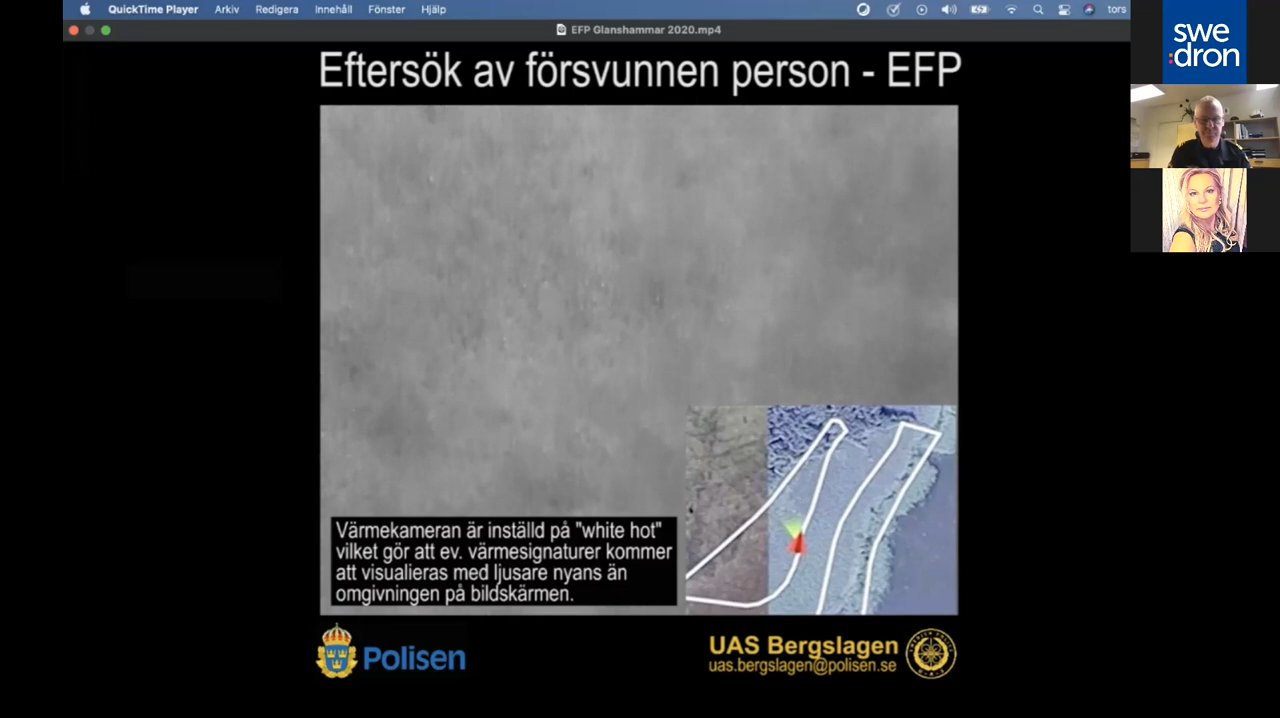 QuickTime Player Arkiv Redigera Innehåll Fönster Hjälp tors
EFP Glanshammar 2020.mp4
swe
:dron
Eftersök av försvunnen person - EFP
Värmekameran är inställd på "white hot"
vilket gör att ev. värmesignaturer kommer
att visualieras med ljusare nyans än
omgivningen på bildskärmen.
Polisen
UAS Bergslagen
uas.bergslagen@polisen.se